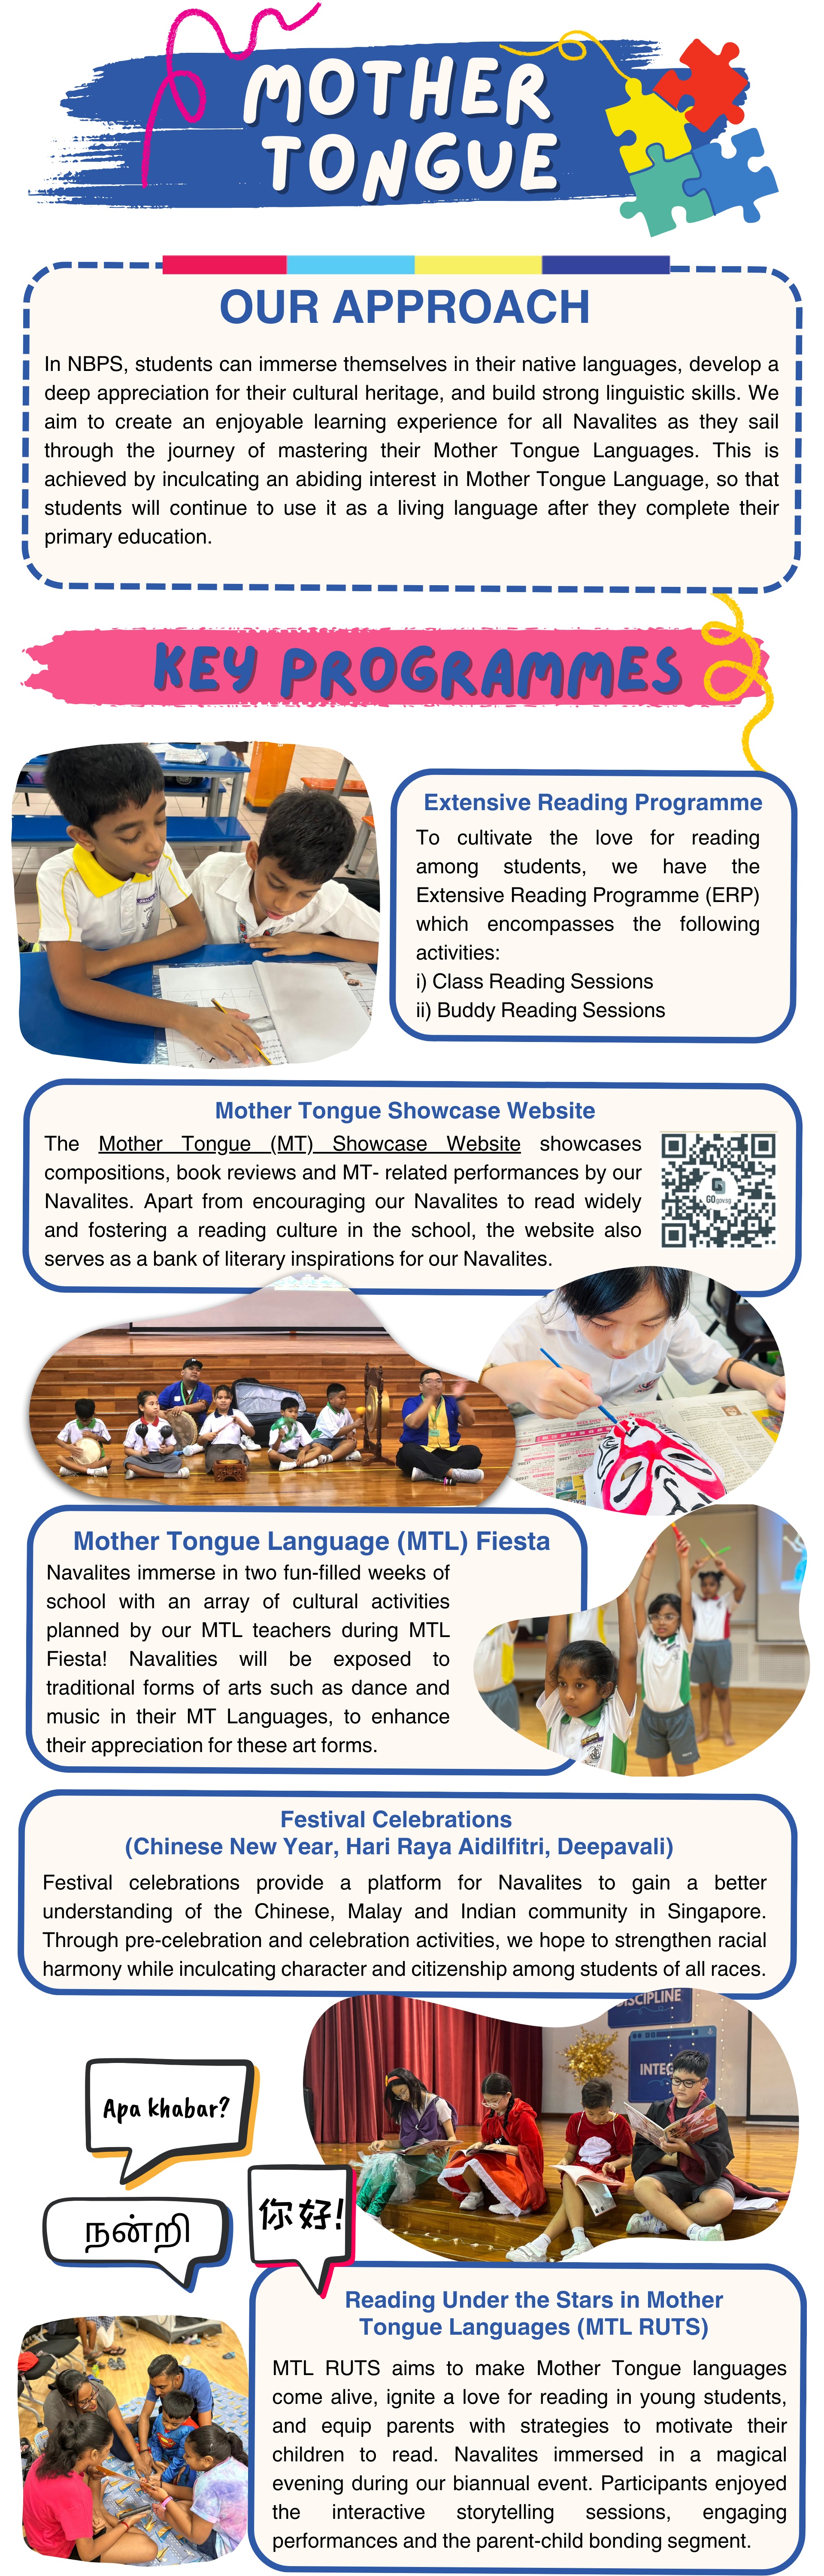 MOTHER
TONGUE
OUR APPROACH
In NBPS, students can immerse themselves in their native languages, develop a
deep appreciation for their cultural heritage, and build strong linguistic skills. We
aim to create an enjoyable learning experience for all Navalites as they sail
through the journey of mastering their Mother Tongue Languages. This is
achieved by inculcating an abiding interest in Mother Tongue Language, so that
students will continue to use it as a living language after they complete their
primary education.
KEY PROGRAMMES
Extensive Reading Programme
To cultivate the love for reading
among students, we have the
Extensive Reading Programme (ERP)
which encompasses the following
activities:
i) Class Reading Sessions
ii) Buddy Reading Sessions
Mother Tongue Showcase Website
The Mother Tongue (MT) Showcase Website showcases
compositions, book reviews and MT- related performances by our
Navalites. Apart from encouraging our Navalites to read widely
and fostering a reading culture in the school, the website also
serves as a bank of literary inspirations for our Navalites.
GO.gov.sg
Mother Tongue Language (MTL) Fiesta
Navalites immerse in two fun-filled weeks of
school with an array of cultural activities
planned by our MTL teachers during MTL
Fiesta! Navalities will be exposed to
traditional forms of arts such as dance and
music in their MT Languages, to enhance
their appreciation for these art forms.
Festival Celebrations
(Chinese New Year, Hari Raya Aidilfitri, Deepavali)
Festival celebrations provide a platform for Navalites to gain a better
understanding of the Chinese, Malay and Indian community in Singapore.
Through pre-celebration and celebration activities, we hope to strengthen racial
harmony while inculcating character and citizenship among students of all races.
DISCIPLINE
INTEG
Apa khabar?
நன்றி
你好!
Reading Under the Stars in Mother
Tongue Languages (MTL RUTS)
MTL RUTS aims to make Mother Tongue languages
come alive, ignite a love for reading in young students,
and equip parents with strategies to motivate their
children to read. Navalites immersed in a magical
evening during our biannual event. Participants enjoyed
the interactive storytelling sessions, engaging
performances and the parent-child bonding segment.